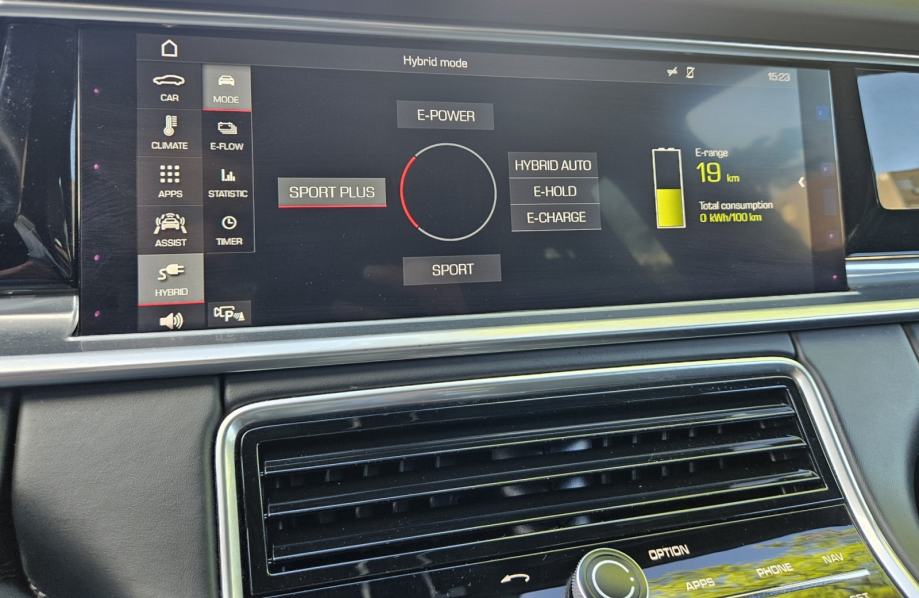 Hybrid mode
15:23
CAR
MODE
CLIMATE
E-FLOW
APPS
STATISTIC
ASSIST
TIMER
HYBRID
P
E-POWER
SPORT PLUS
HYBRID AUTO
E-HOLD
E-CHARGE
SPORT
E-range
19 km
Total consumption
0 kWh/100 km
OPTION
APPS
PHONE
NAV